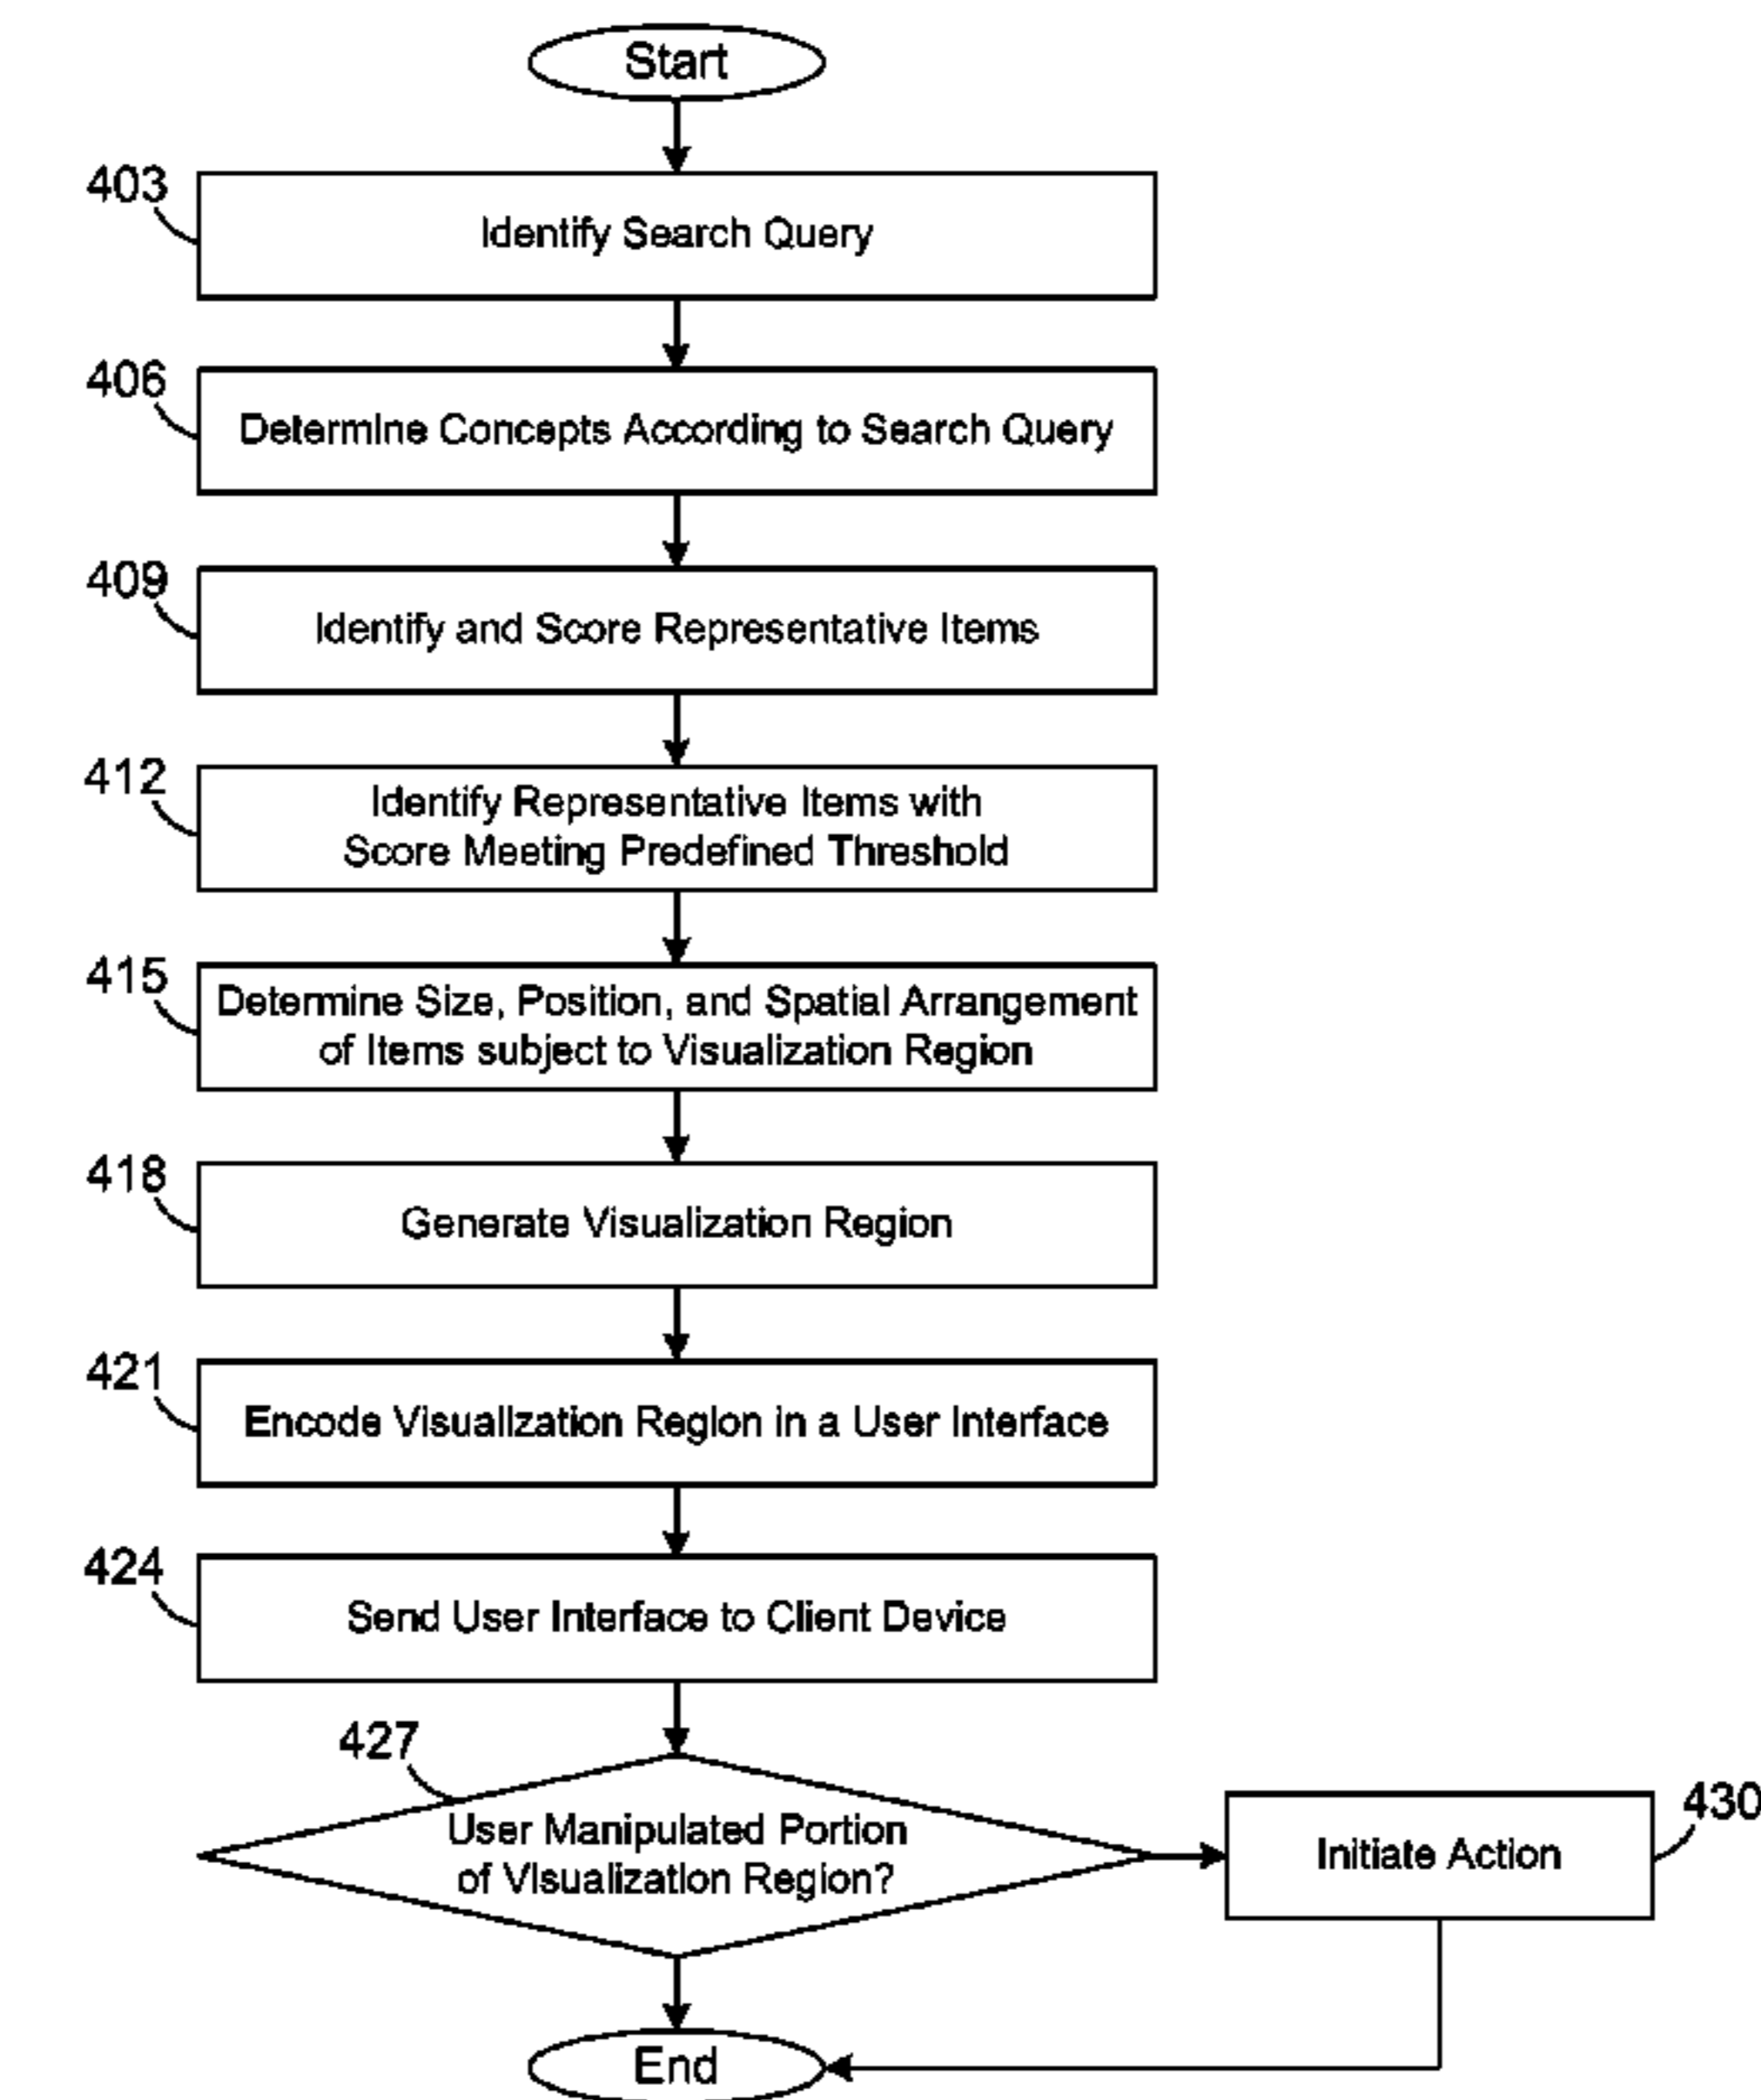 Start
403
Identify Search Query
406
Determine Concepts According to Search Query
409
Identify and Score Representative Items
412
Identify Representative Items with
Score Meeting Predefined Threshold
415
Determine Size, Position, and Spatial Arrangement
of Items subject to Visualization Region
418
Generate Visualization Region
421
Encode Visualization Region in a User Interface
424
Send User Interface to Client Device
427
User Manipulated Portion
of Visualization Region?
430
Initiate Action
End